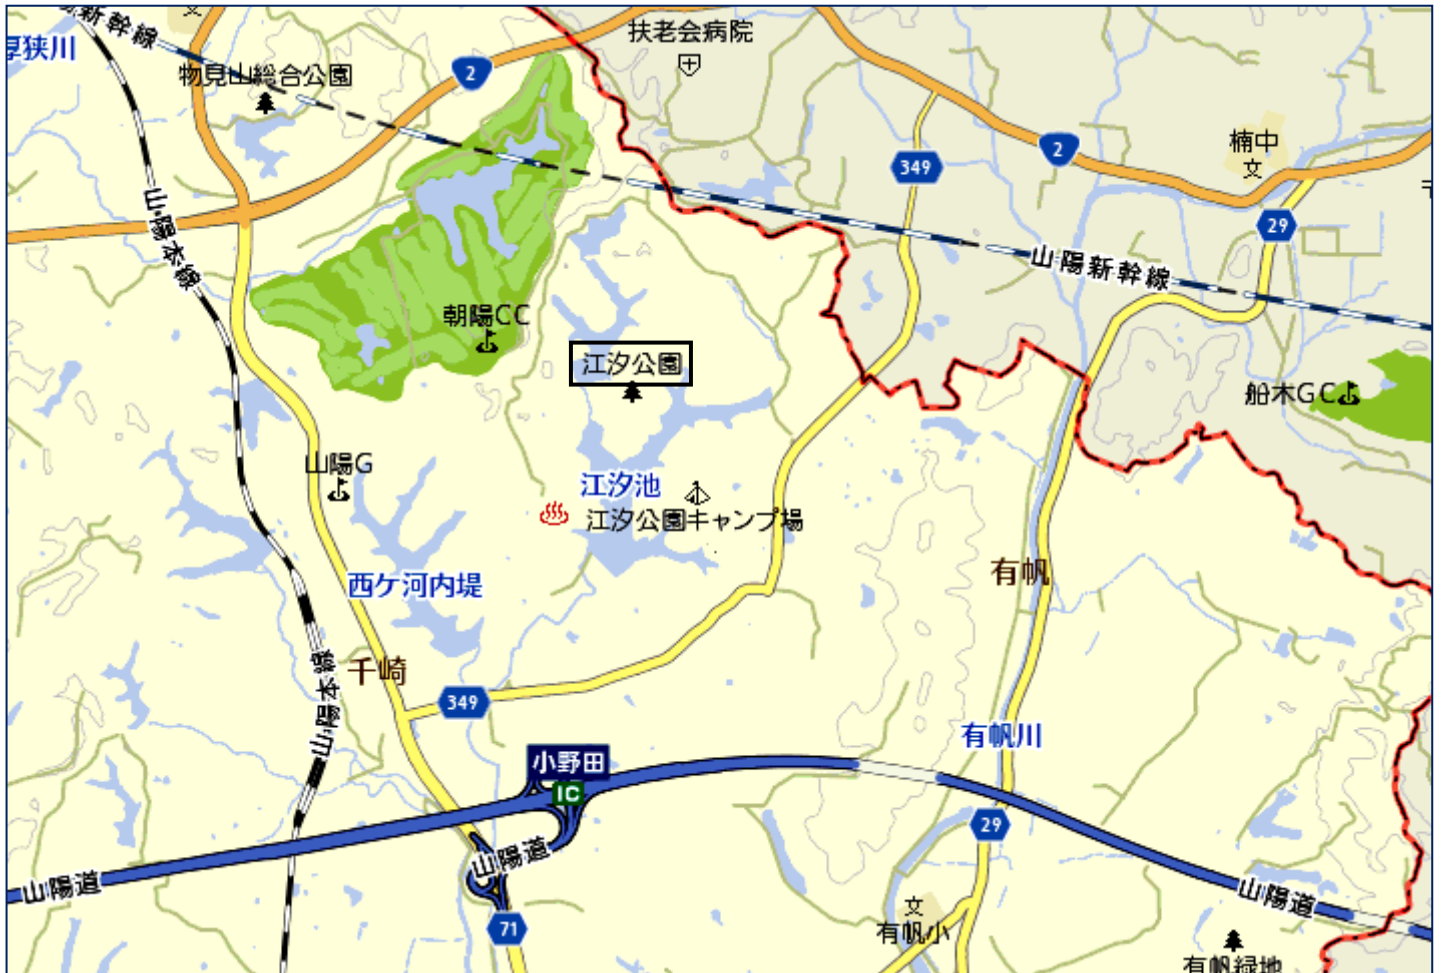 新幹線
厚狭川
物見山総合公園
2
扶老会病院
楠中
文
2
349
29
山陽本線
山陽新幹線
朝陽CC
江汐公園
船木GC
山陽G
江汐池
江汐公園キャンプ場
西ケ河内堤
有帆
千崎
山陽本線
349
有帆川
小野田
IC
29
山陽道
山陽道
山陽道
71
文
有帆小
有帆緑地